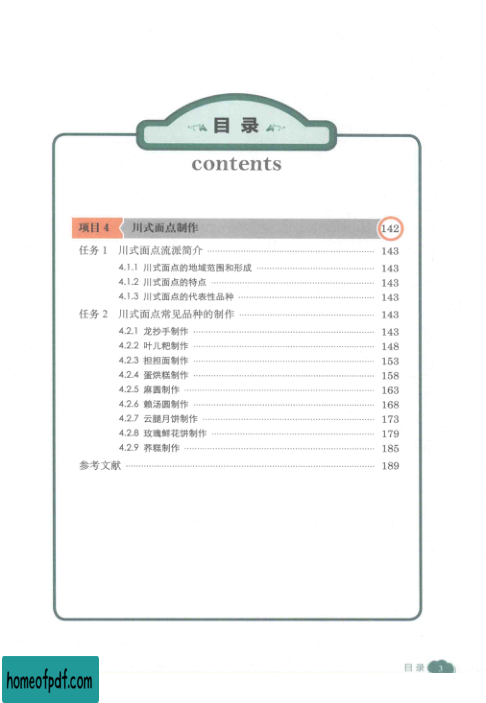 目录
contents
项目 4 川式面点制作 142
任务 1 川式面点流派简介 143
4.1.1 川式面点的地域范围和形成 143
4.1.2 川式面点的特点 143
4.1.3 川式面点的代表性品种 143
任务 2 川式面点常见品种的制作 143
4.2.1 龙抄手制作 143
4.2.2 叶儿粑制作 148
4.2.3 担担面制作 153
4.2.4 蛋烘糕制作 158
4.2.5 麻圆制作 163
4.2.6 赖汤圆制作 168
4.2.7 云腿月饼制作 173
4.2.8 玫瑰鲜花饼制作 179
4.2.9 荞糕制作 185
参考文献 189
目录 3
homeofpdf.com